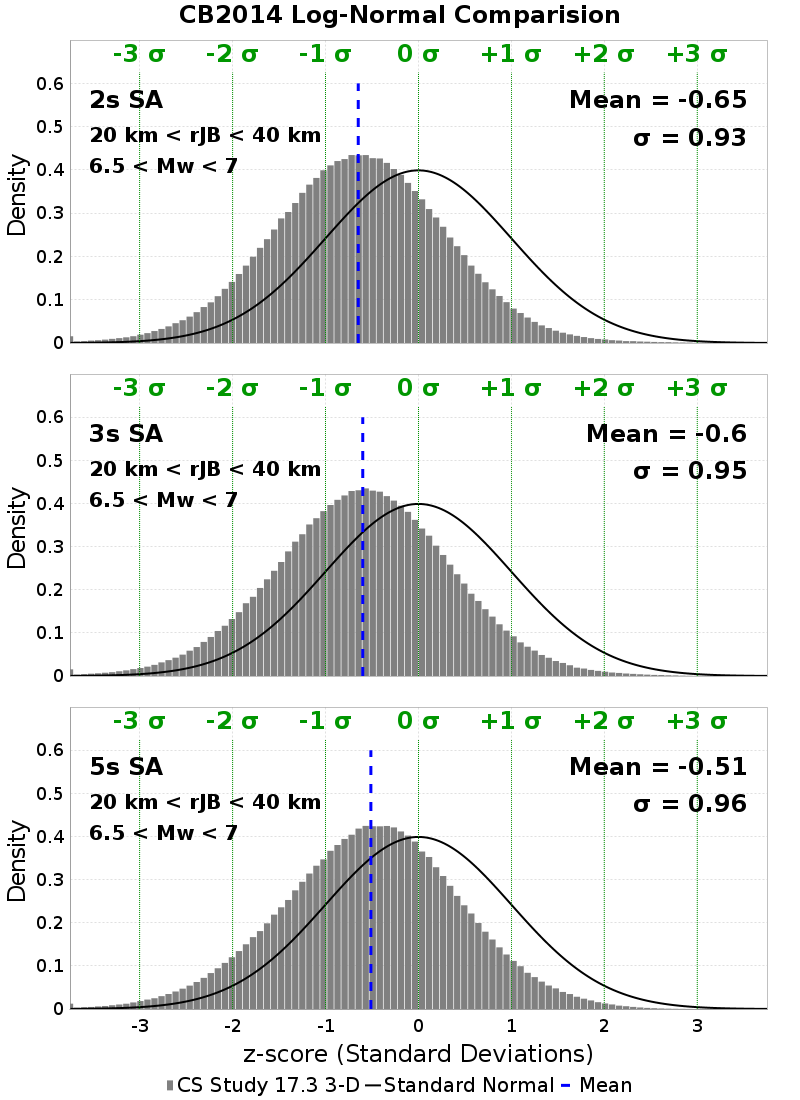 CB2014 Log-Normal Comparision
-3 σ -2 σ -1 σ 0 σ +1 σ +2 σ +3 σ
2s SA
Mean = -0.65
20 km < rJB < 40 km
σ = 0.93
6.5 < Mw < 7
Density
0.6
0.5
0.4
0.3
0.2
0.1
0
-3 σ -2 σ -1 σ 0 σ +1 σ +2 σ +3 σ
3s SA
Mean = -0.6
20 km < rJB < 40 km
σ = 0.95
6.5 < Mw < 7
Density
0.6
0.5
0.4
0.3
0.2
0.1
0
-3 σ -2 σ -1 σ 0 σ +1 σ +2 σ +3 σ
5s SA
Mean = -0.51
20 km < rJB < 40 km
σ = 0.96
6.5 < Mw < 7
Density
0.6
0.5
0.4
0.3
0.2
0.1
0
-3 -2 -1 0 1 2 3
z-score (Standard Deviations)
CS Study 17.3 3-D Standard Normal Mean